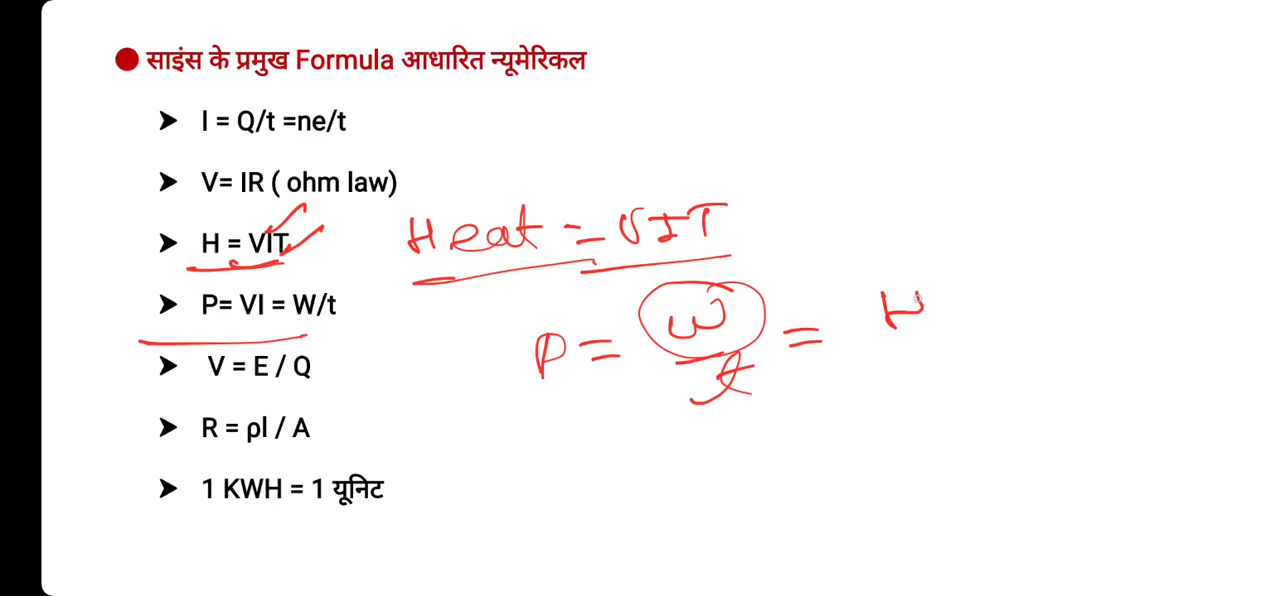 साइंस के प्रमुख Formula आधारित न्यूमेरिकल
I = Q/t =ne/t
V= IR ( ohm law)
H = VIT
Heat = VIT
P= VI = W/t
P = w/t =
V = E / Q
R = ρl / A
1 KWH = 1 यूनिट